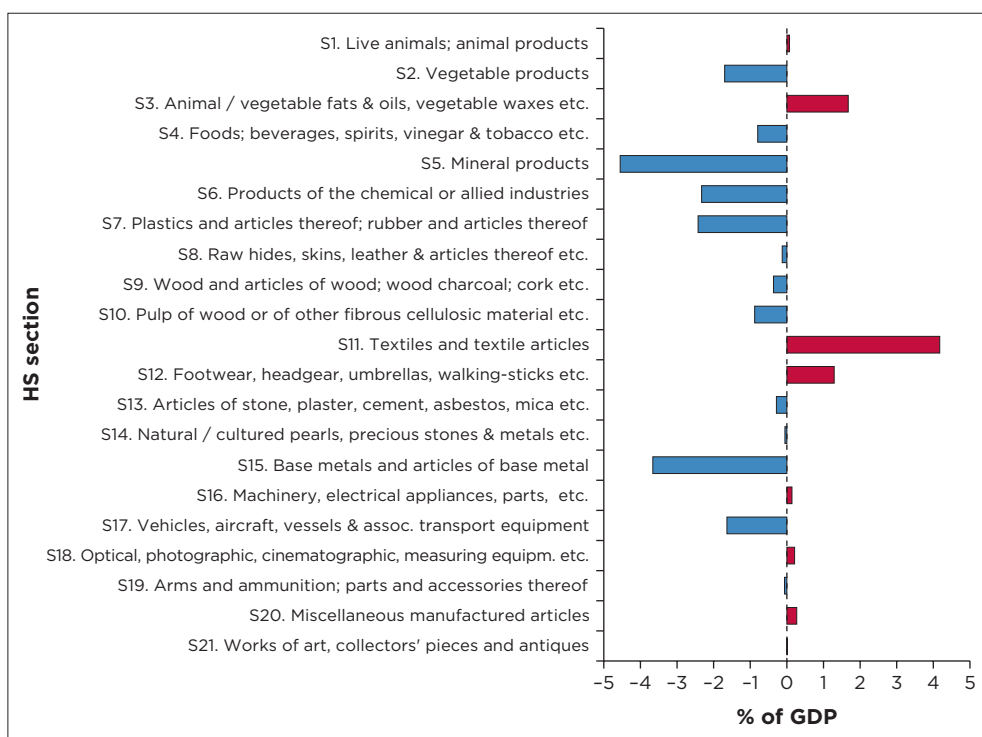 S1. Live animals; animal products
S2. Vegetable products
S3. Animal / vegetable fats & oils, vegetable waxes etc.
S4. Foods; beverages, spirits, vinegar & tobacco etc.
S5. Mineral products
S6. Products of the chemical or allied industries
S7. Plastics and articles thereof; rubber and articles thereof
S8. Raw hides, skins, leather & articles thereof etc.
S9. Wood and articles of wood; wood charcoal; cork etc.
S10. Pulp of wood or of other fibrous cellulosic material etc.
S11. Textiles and textile articles
S12. Footwear, headgear, umbrellas, walking-sticks etc.
S13. Articles of stone, plaster, cement, asbestos, mica etc.
S14. Natural / cultured pearls, precious stones & metals etc.
S15. Base metals and articles of base metal
S16. Machinery, electrical appliances, parts, etc.
S17. Vehicles, aircraft, vessels & assoc. transport equipment
S18. Optical, photographic, cinematographic, measuring equipm. etc.
S19. Arms and ammunition; parts and accessories thereof
S20. Miscellaneous manufactured articles
S21. Works of art, collectors' pieces and antiques
HS section
–5 –4 –3 –2 –1 0 1 2 3 4 5
% of GDP